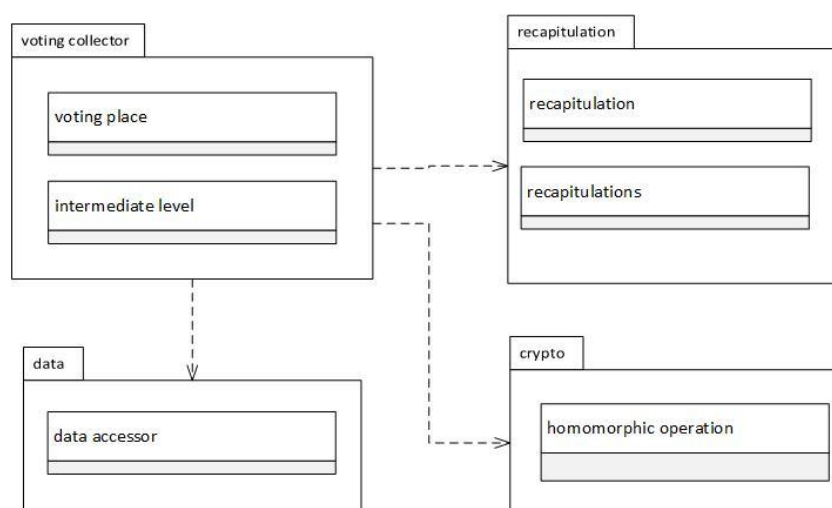 voting collector
voting place
intermediate level
recapitulation
recapitulation
recapitulations
data
data accessor
crypto
homomorphic operation